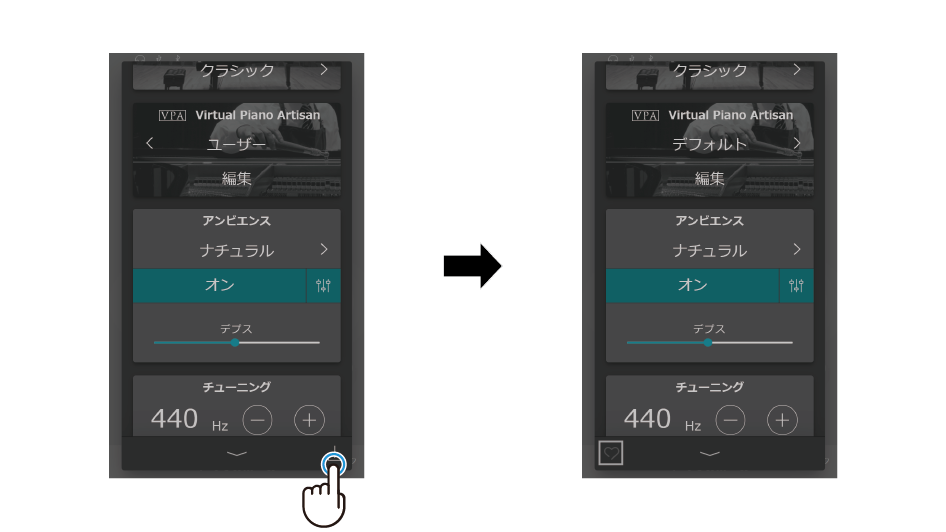 クラシック
VPA Virtual Piano Artisan
ユーザー
編集
アンビエンス
ナチュラル
オン
デプス
チューニング
440 Hz
クラシック
VPA Virtual Piano Artisan
デフォルト
編集
アンビエンス
ナチュラル
オン
デプス
チューニング
440 Hz